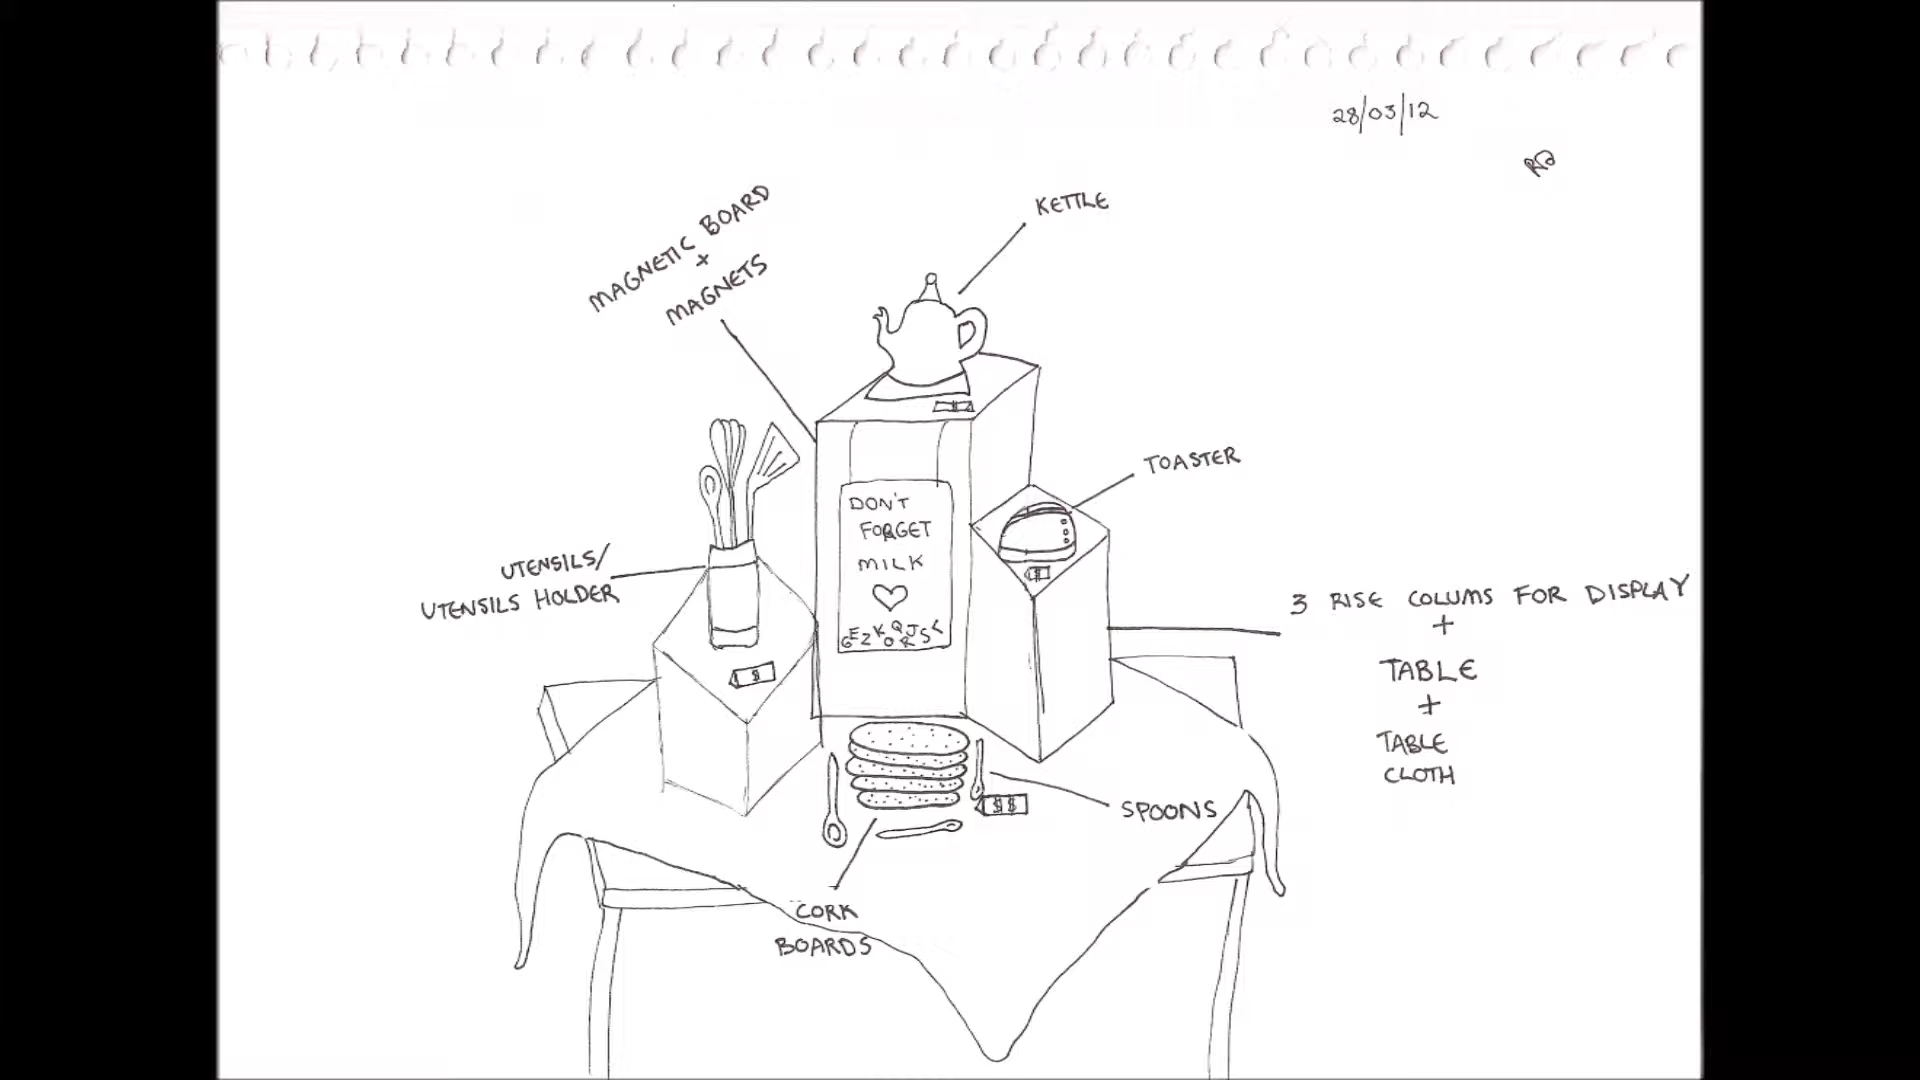 28/03/12
MAGNETIC BOARD
+
MAGNETS
KETTLE
TOASTER
DON'T
FORGET
MILK
UTENSILS/
UTENSILS HOLDER
3 RISE COLUMS FOR DISPLAY
+
TABLE
+
TABLE
CLOTH
$
$
$$
SPOONS
CORK
BOARDS